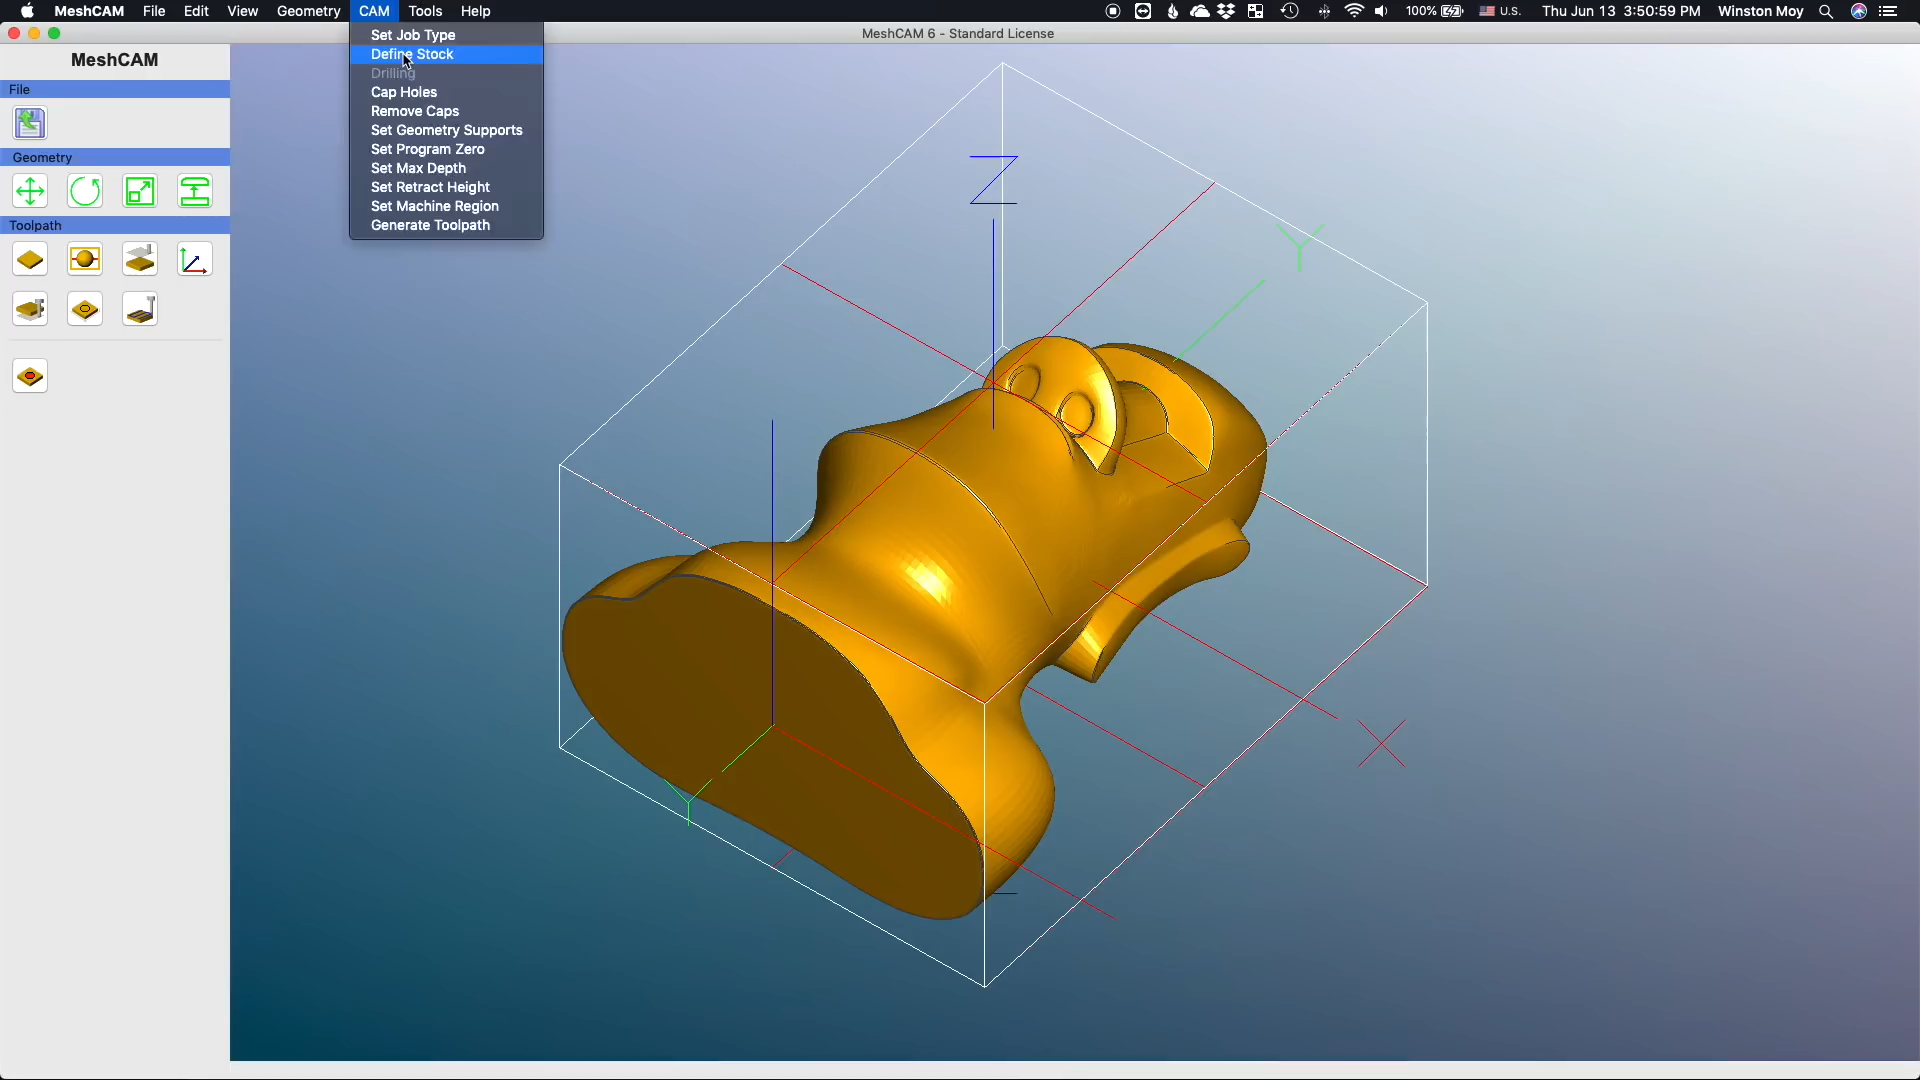 MeshCAM File Edit View Geometry CAM Tools Help 100% U.S. Thu Jun 13 3:50:59 PM Winston Moy
MeshCAM 6 - Standard License
MeshCAM
File
Geometry
Toolpath
Set Job Type
Define Stock
Drilling
Cap Holes
Remove Caps
Set Geometry Supports
Set Program Zero
Set Max Depth
Set Retract Height
Set Machine Region
Generate Toolpath
Z
Y
X
Y